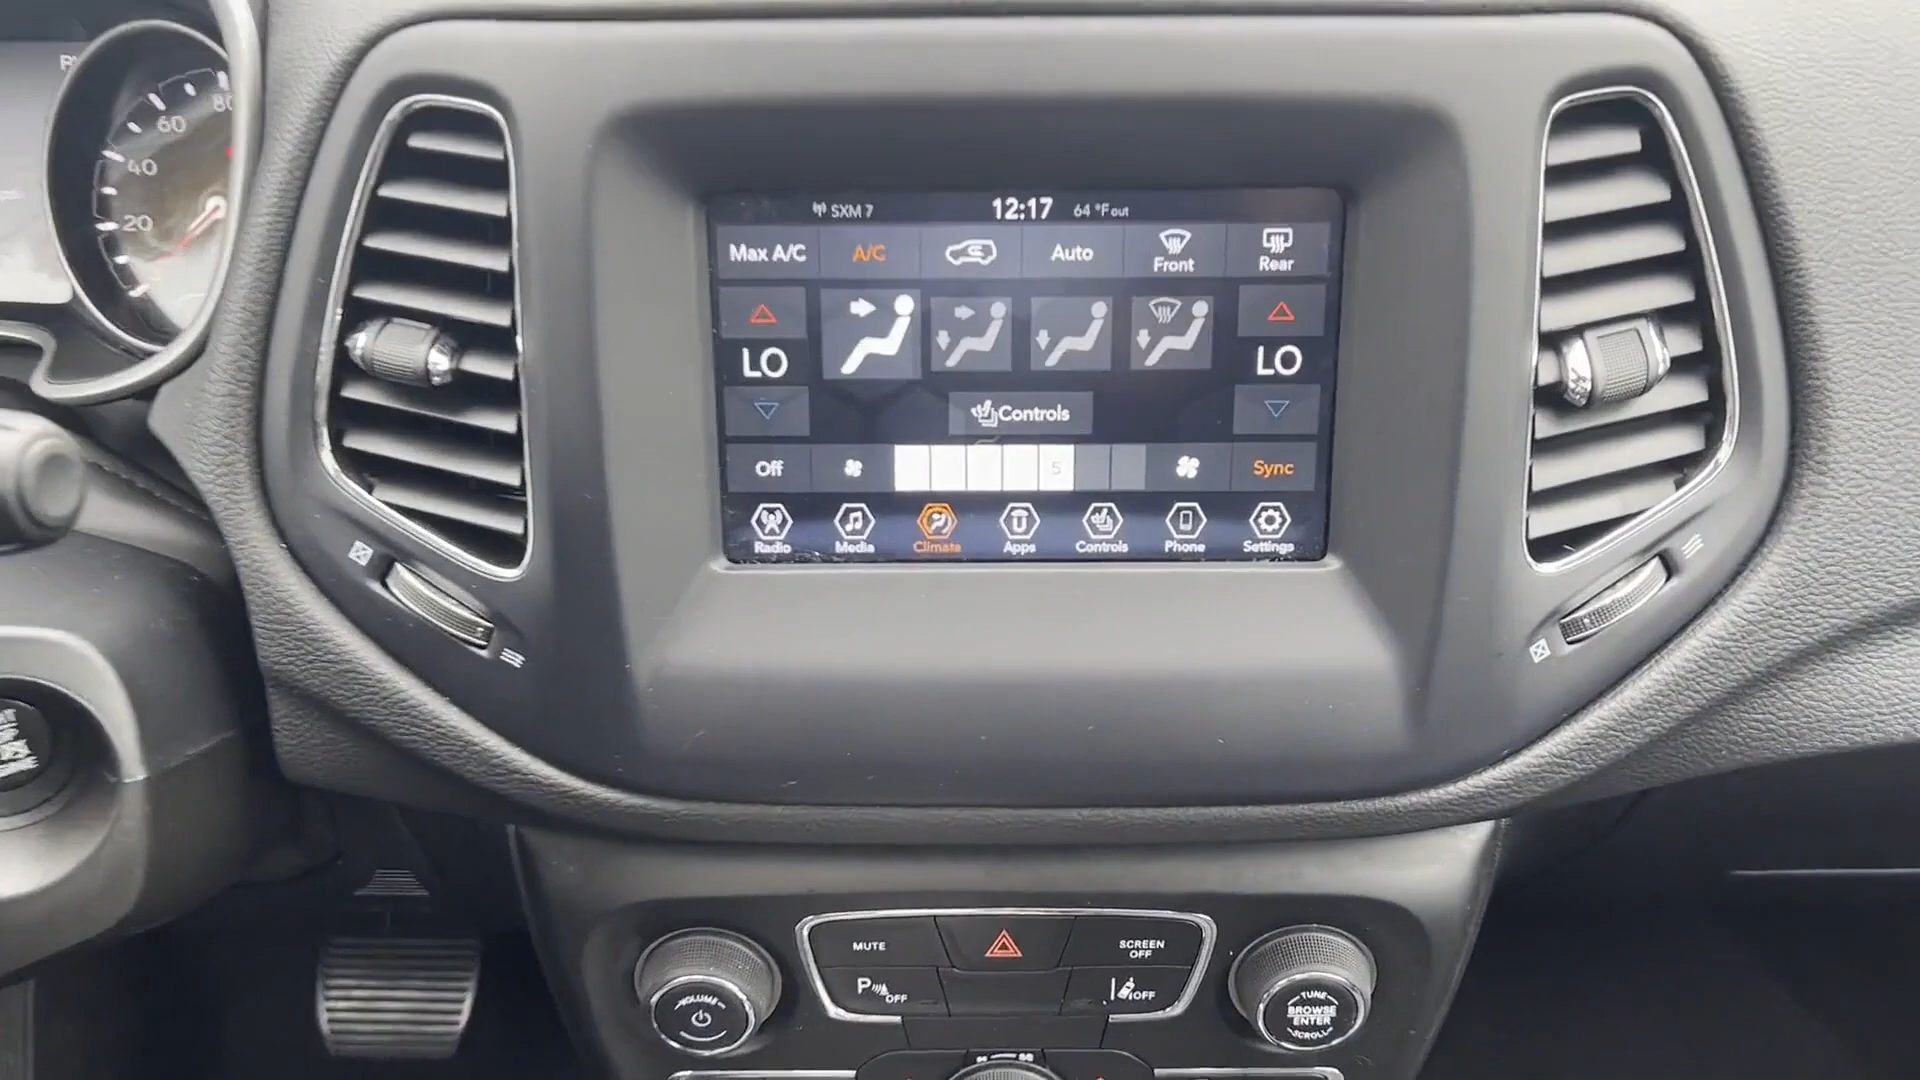 80
60
40
20
SXM 7 12:17 64 °F out
Max A/C A/C Auto Front Rear
LO LO
Controls
Off 5 Sync
Radio Media Climate Apps Controls Phone Settings
MUTE SCREEN OFF
P OFF OFF
VOLUME
TUNE
BROWSE
ENTER
SCROLL